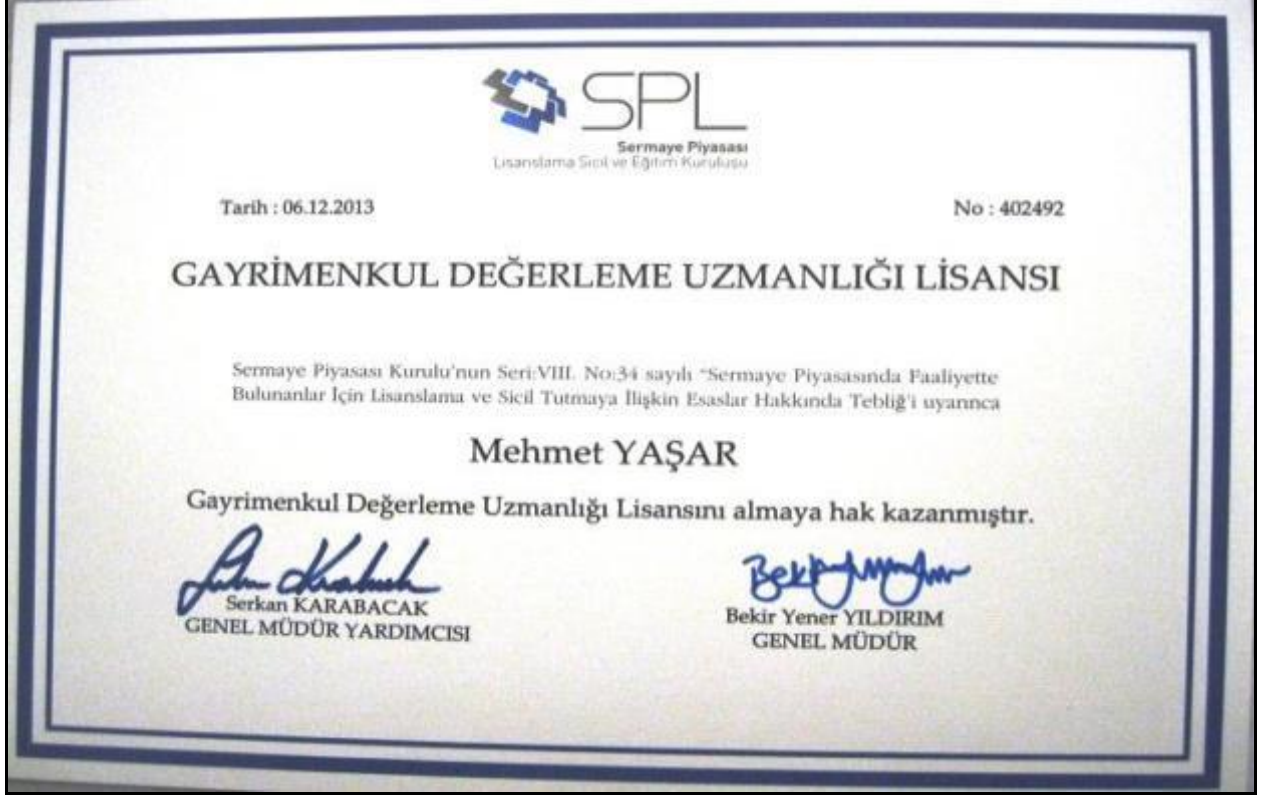 SPL
Sermaye Piyasası
Lisanslama Sicil ve Eğitim Kuruluşu
Tarih : 06.12.2013
No : 402492
GAYRİMENKUL DEĞERLEME UZMANLIĞI LİSANSI
Sermaye Piyasası Kurulu'nun Seri:VIII. No:34 sayılı "Sermaye Piyasasında Faaliyette
Bulunanlar İçin Lisanslama ve Sicil Tutmaya İlişkin Esaslar Hakkında Tebliğ'i uyarınca
Mehmet YAŞAR
Gayrimenkul Değerleme Uzmanlığı Lisansını almaya hak kazanmıştır.
Serkan KARABACAK
GENEL MÜDÜR YARDIMCISI
Bekir Yener YILDIRIM
GENEL MÜDÜR